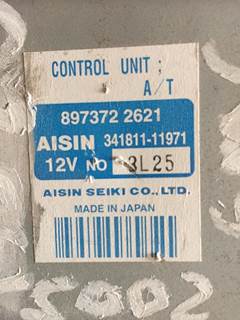 CONTROL UNIT ;
A/T
897372 2621
AISIN 341811-11971
12V NO 3L25
AISIN SEIKI CO., LTD.
MADE IN JAPAN